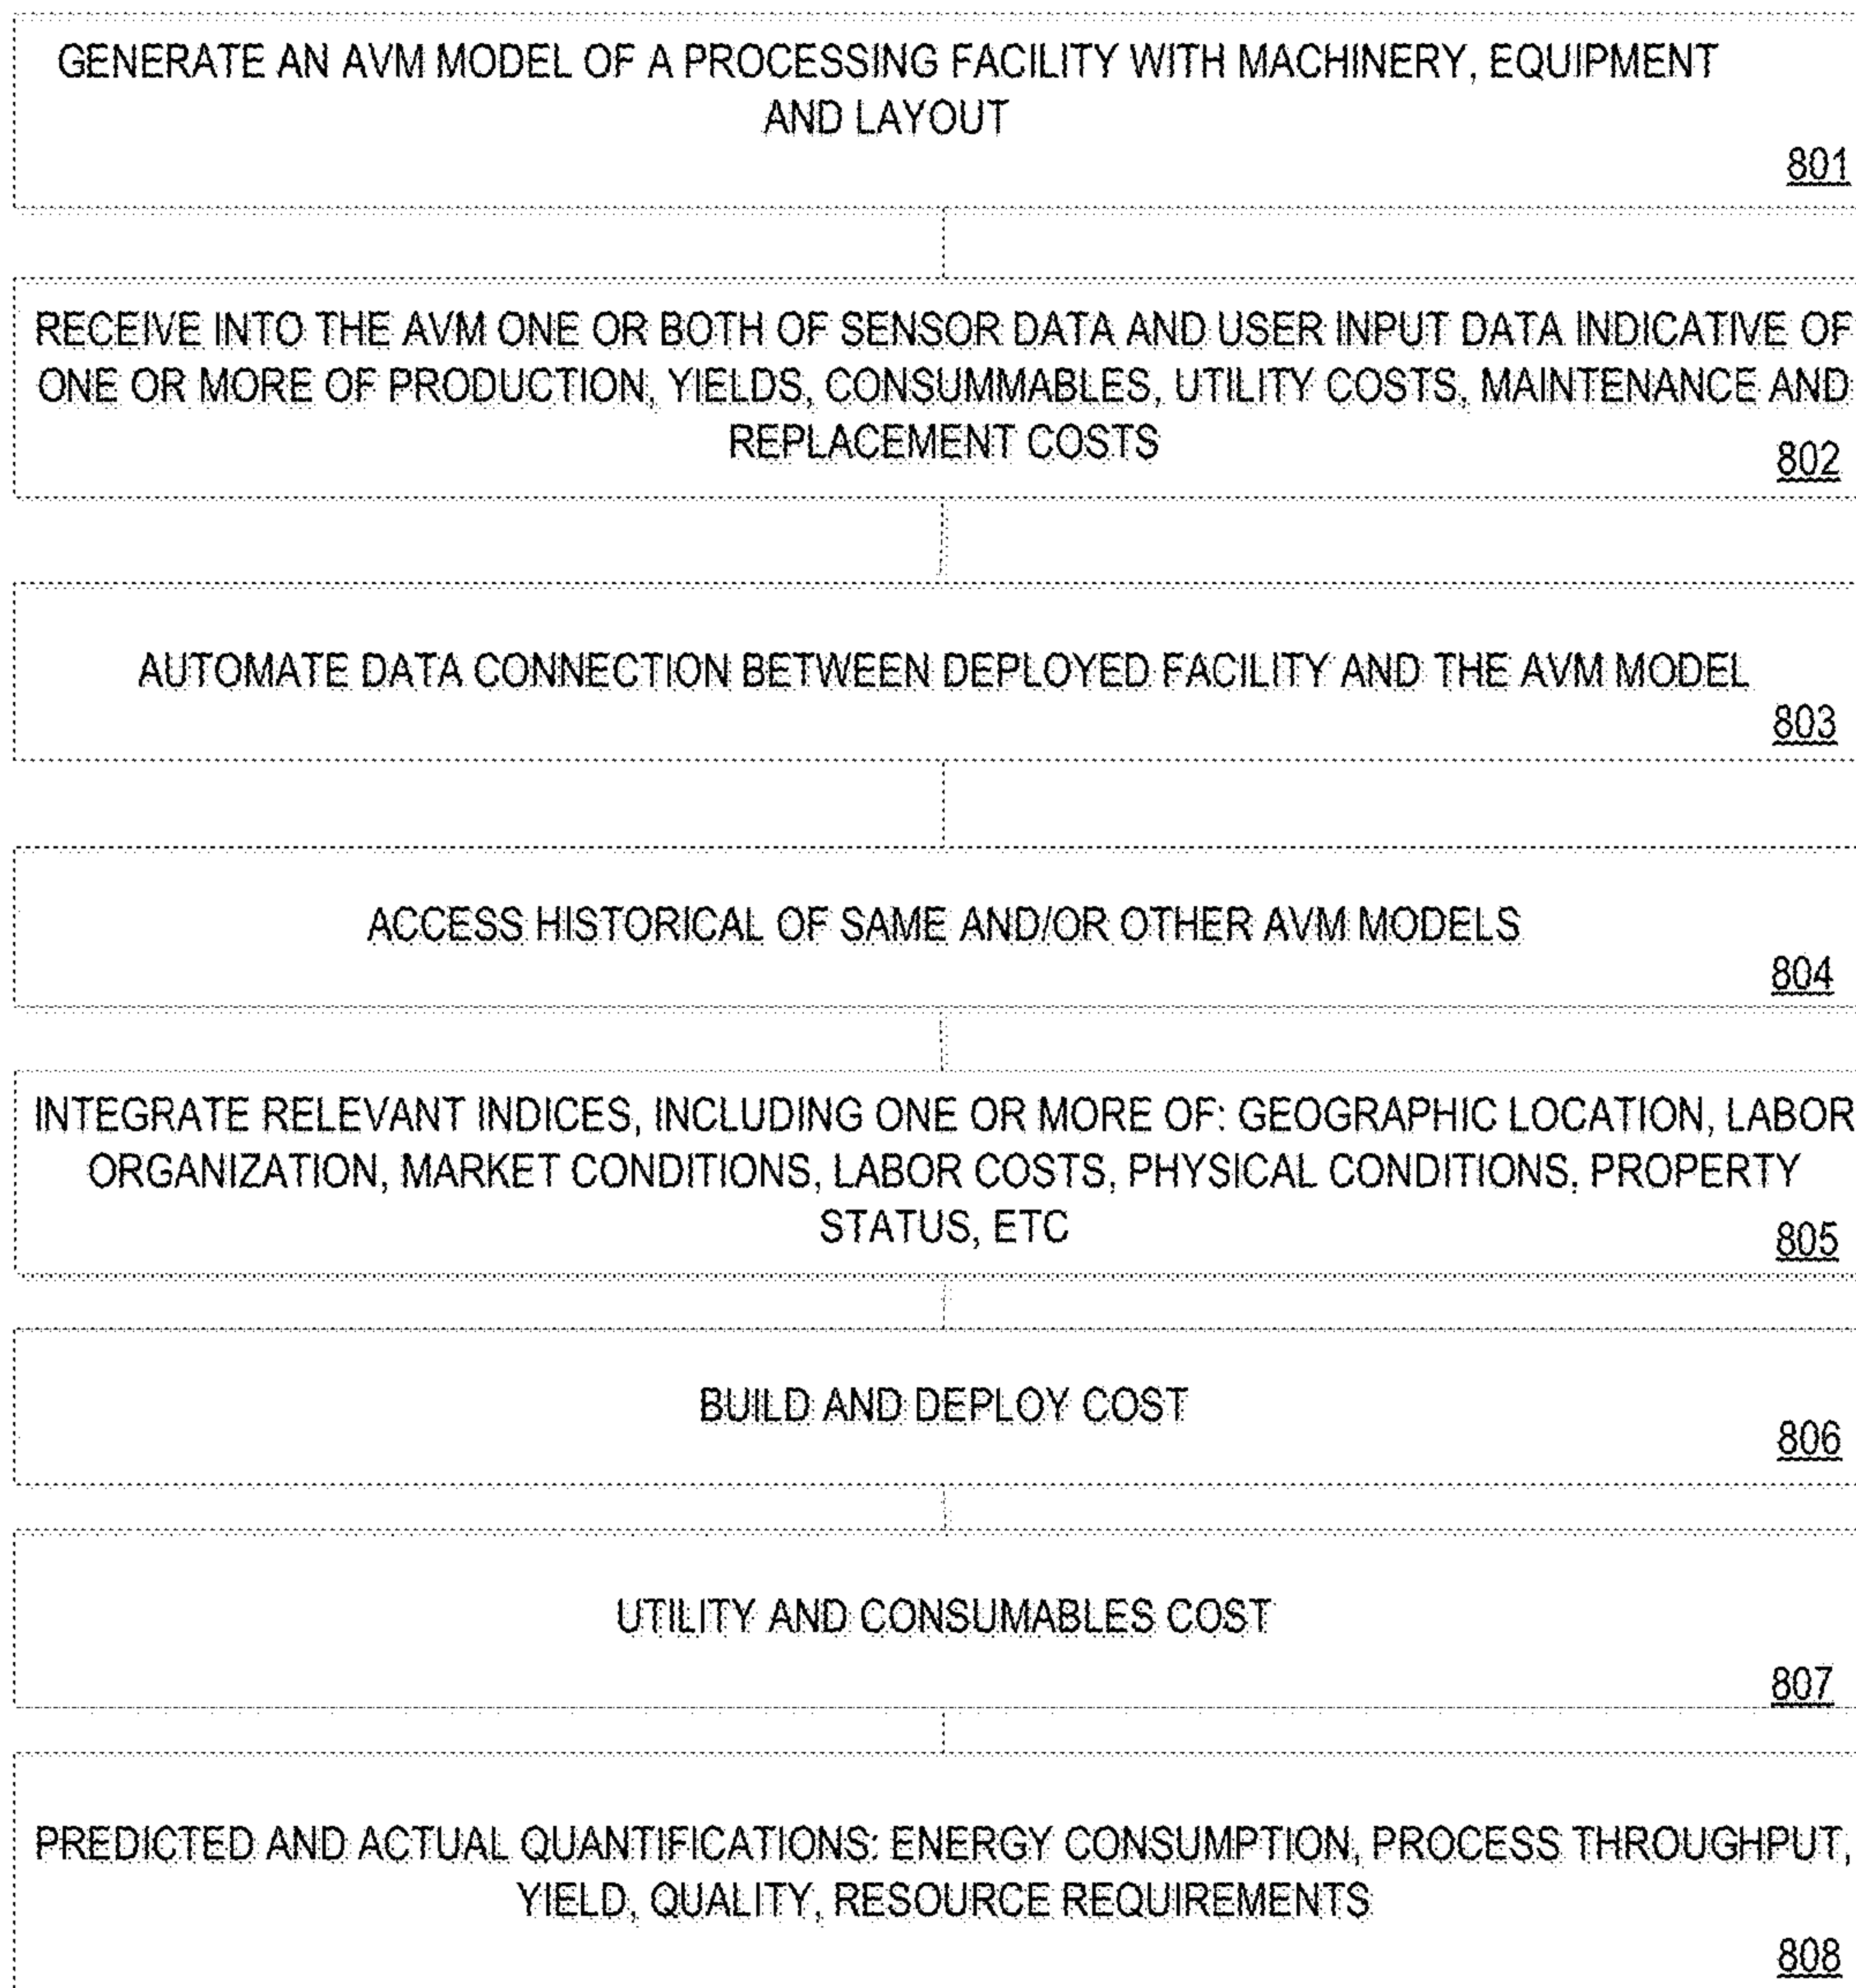 GENERATE AN AVM MODEL OF A PROCESSING FACILITY WITH MACHINERY, EQUIPMENT
AND LAYOUT
801
RECEIVE INTO THE AVM ONE OR BOTH OF SENSOR DATA AND USER INPUT DATA INDICATIVE OF
ONE OR MORE OF PRODUCTION, YIELDS, CONSUMMABLES, UTILITY COSTS, MAINTENANCE AND
REPLACEMENT COSTS
802
AUTOMATE DATA CONNECTION BETWEEN DEPLOYED FACILITY AND THE AVM MODEL
803
ACCESS HISTORICAL OF SAME AND/OR OTHER AVM MODELS
804
INTEGRATE RELEVANT INDICES, INCLUDING ONE OR MORE OF: GEOGRAPHIC LOCATION, LABOR
ORGANIZATION, MARKET CONDITIONS, LABOR COSTS, PHYSICAL CONDITIONS, PROPERTY
STATUS, ETC
805
BUILD AND DEPLOY COST
806
UTILITY AND CONSUMABLES COST
807
PREDICTED AND ACTUAL QUANTIFICATIONS: ENERGY CONSUMPTION, PROCESS THROUGHPUT,
YIELD, QUALITY, RESOURCE REQUIREMENTS
808